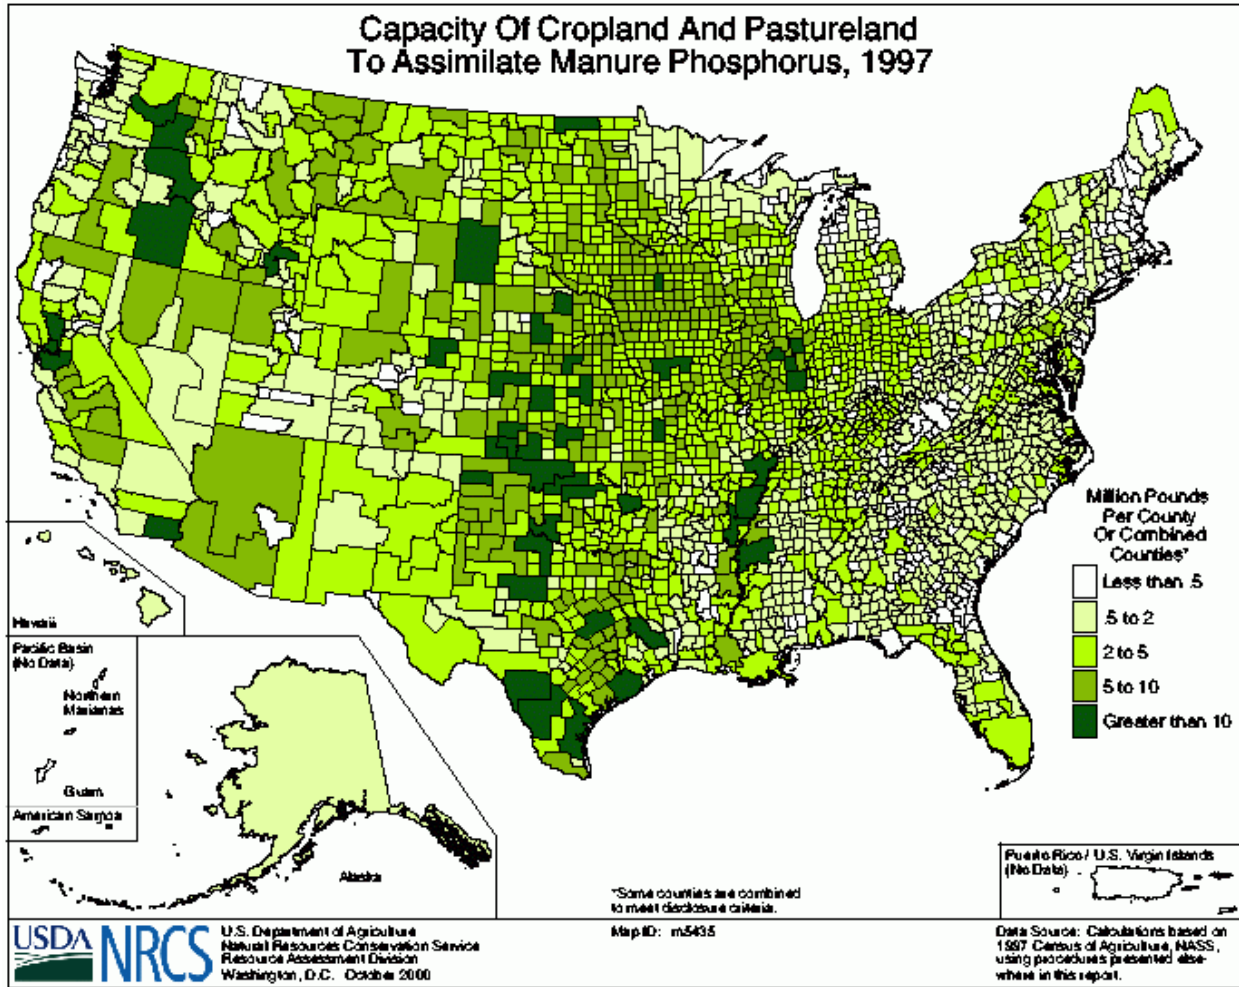 Capacity Of Cropland And Pastureland
To Assimilate Manure Phosphorus, 1997
Million Pounds
Per County
Or Combined
Counties*
Less than .5
.5 to 2
2 to 5
5 to 10
Greater than 10
Hawaii
Pacific Basin
(No Data)
Northern
Marianas
Guam
American Samoa
Alaska
*Some counties are combined
to meet disclosure criteria.
Puerto Rico / U.S. Virgin Islands
(No Data)
USDA NRCS
U.S. Department of Agriculture
Natural Resources Conservation Service
Resource Assessment Division
Washington, D.C. October 2000
Map ID: m5435
Data Source: Calculations based on
1997 Census of Agriculture, NASS,
using procedures presented else-
where in this report.